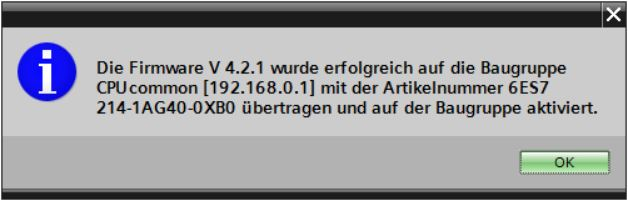 Die Firmware V 4.2.1 wurde erfolgreich auf die Baugruppe
CPUcommon [192.168.0.1] mit der Artikelnummer 6ES7
214-1AG40-0XB0 übertragen und auf der Baugruppe aktiviert.
OK